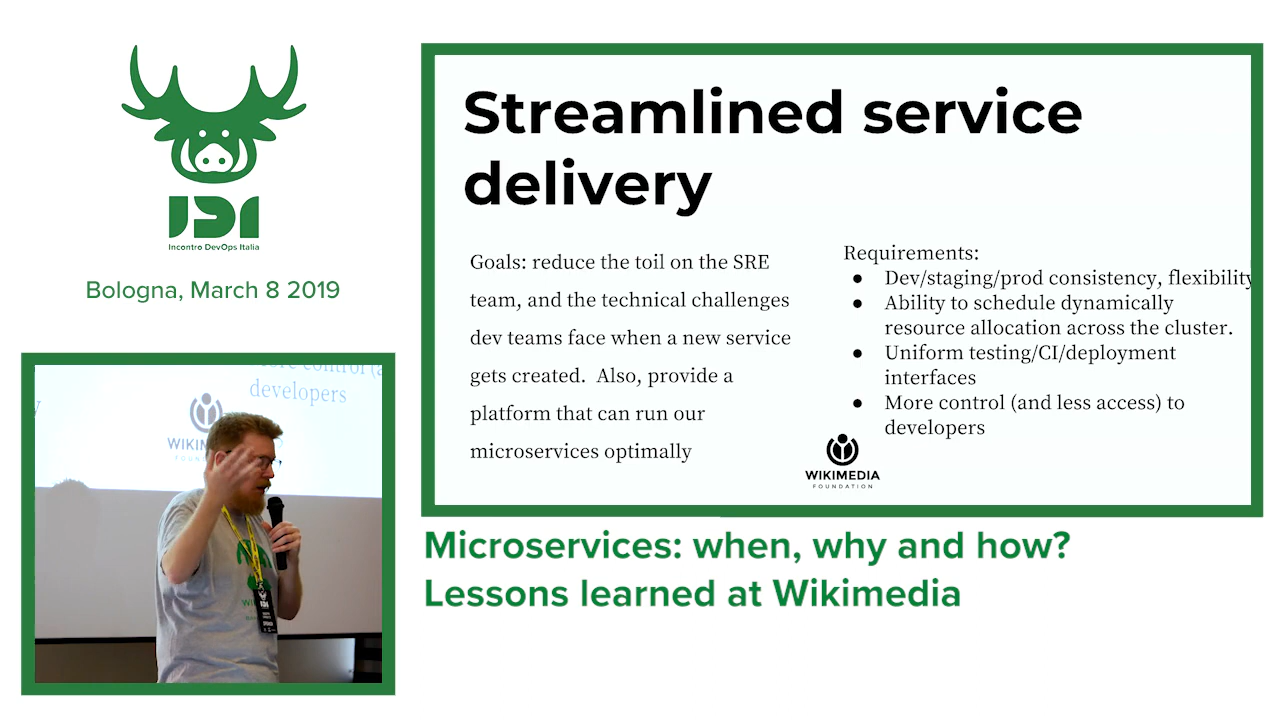 IDI
Incontro DevOps Italia
Bologna, March 8 2019
Streamlined service
delivery
Goals: reduce the toil on the SRE
team, and the technical challenges
dev teams face when a new service
gets created. Also, provide a
platform that can run our
microservices optimally
Requirements:
● Dev/staging/prod consistency, flexibility
● Ability to schedule dynamically
resource allocation across the cluster.
● Uniform testing/CI/deployment
interfaces
● More control (and less access) to
developers
WIKIMEDIA
FOUNDATION
developers
Microservices: when, why and how?
Lessons learned at Wikimedia